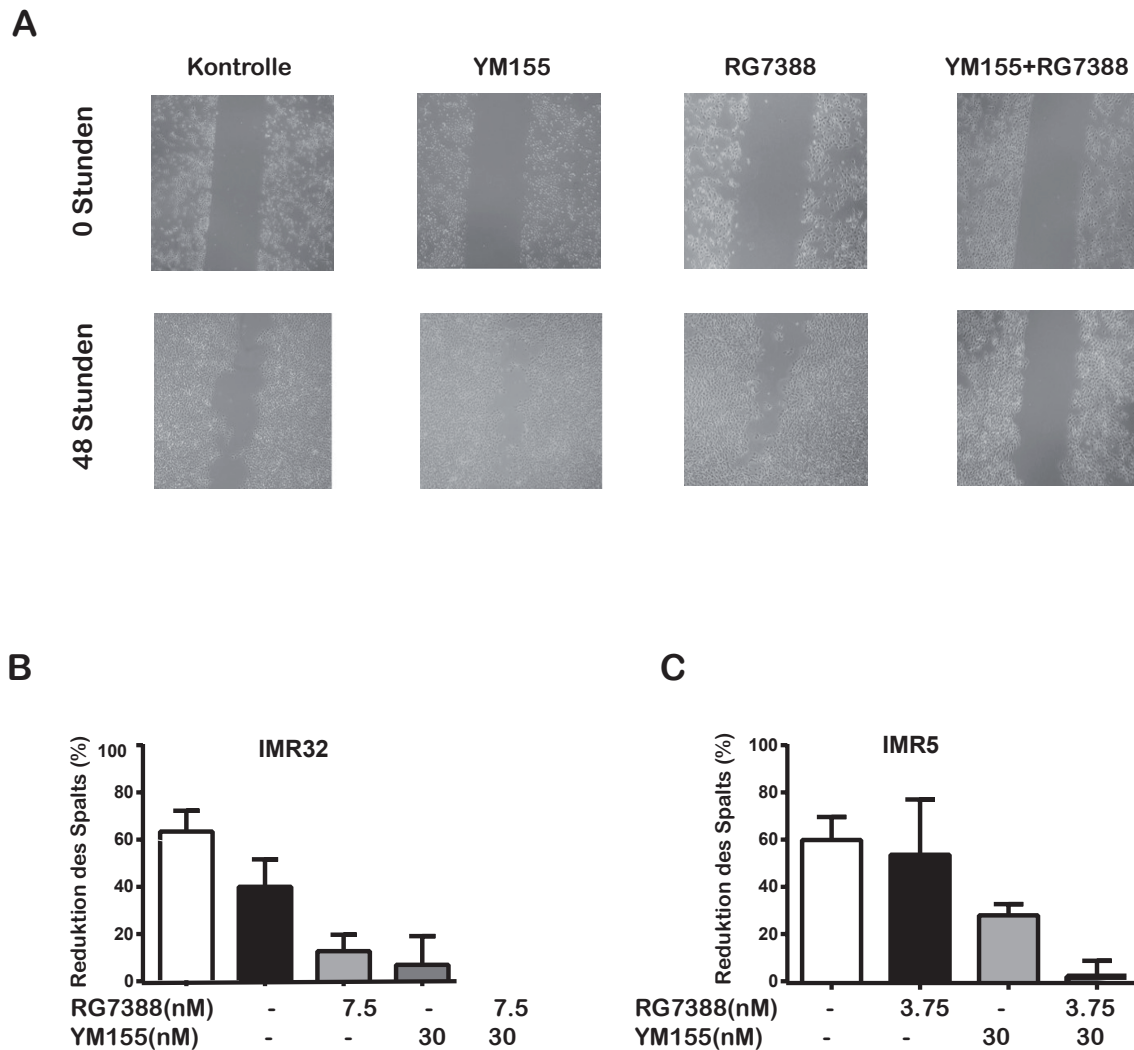 A
Kontrolle YM155 RG7388 YM155+RG7388
0 Stunden
48 Stunden
B
IMR32
Reduktion des Spalts (%)
100
80
60
40
20
0
RG7388(nM) - 7.5 - 7.5
YM155(nM) - - 30 30
C
IMR5
Reduktion des Spalts (%)
100
80
60
40
20
0
RG7388(nM) - 3.75 - 3.75
YM155(nM) - - 30 30